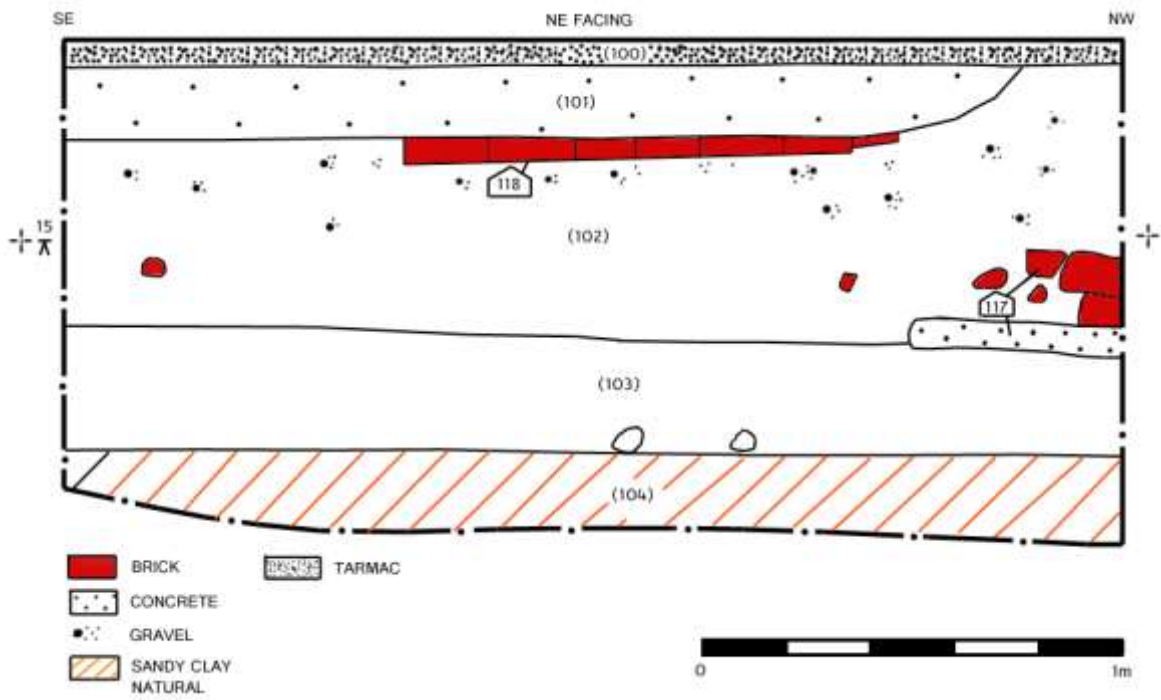 SE NE FACING NW
(100)
(101)
118
15
(102)
117
(103)
(104)
BRICK TARMAC
CONCRETE
GRAVEL
SANDY CLAY
NATURAL
0 1m